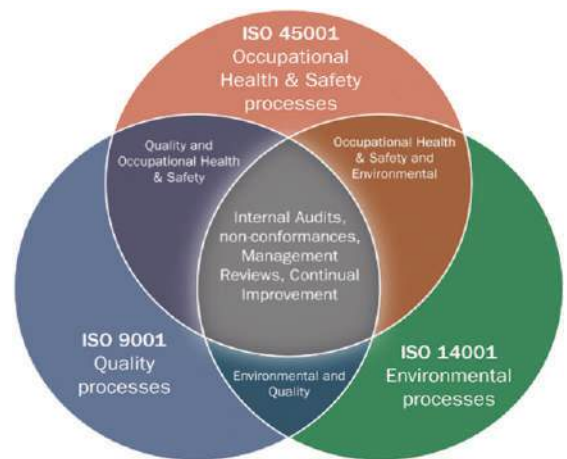 ISO 45001
Occupational
Health & Safety
processes
Quality and
Occupational Health
& Safety
Occupational Health
& Safety and
Environmental
Internal Audits,
non-conformances,
Management
Reviews, Continual
Improvement
ISO 9001
Quality
processes
Environmental and
Quality
ISO 14001
Environmental
processes